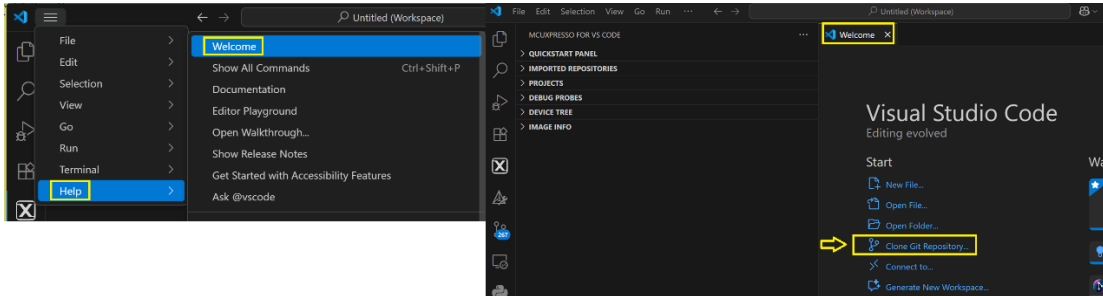 Untitled (Workspace)
File
Edit
Selection
View
Go
Run
Terminal
Help
Welcome
Show All Commands Ctrl+Shift+P
Documentation
Editor Playground
Open Walkthrough...
Show Release Notes
Get Started with Accessibility Features
Ask @vscode
File Edit Selection View Go Run ··· Untitled (Workspace)
MCUXPRESSO FOR VS CODE ···
QUICKSTART PANEL
IMPORTED REPOSITORIES
PROJECTS
DEBUG PROBES
DEVICE TREE
IMAGE INFO
267
Welcome
Visual Studio Code
Editing evolved
Start
New File...
Open File...
Open Folder...
Clone Git Repository...
Connect to...
Generate New Workspace...